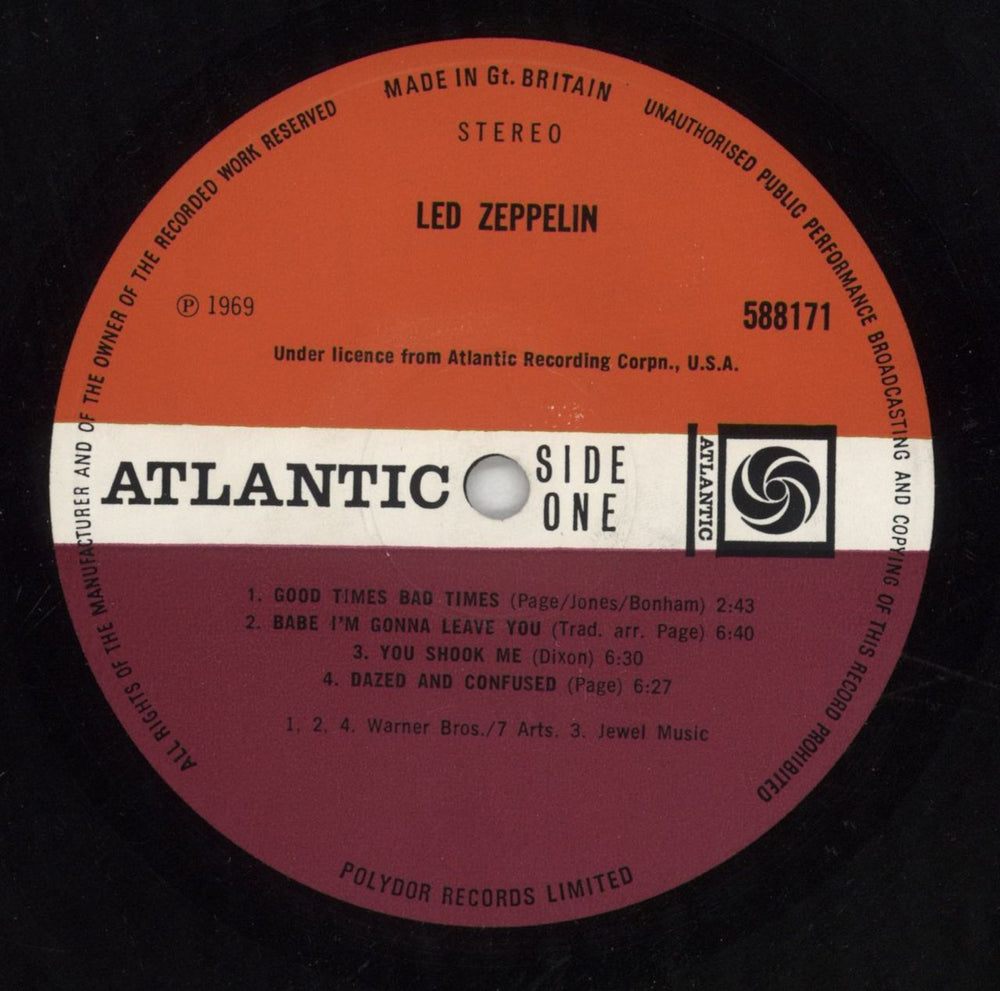 MADE IN Gt. BRITAIN
ALL RIGHTS OF THE MANUFACTURER AND OF THE OWNER OF THE RECORDED WORK RESERVED
UNAUTHORISED PUBLIC PERFORMANCE BROADCASTING AND COPYING OF THIS RECORD PROHIBITED
STEREO
LED ZEPPELIN
℗ 1969
588171
Under licence from Atlantic Recording Corpn., U.S.A.
ATLANTIC
SIDE
ONE
ATLANTIC
1. GOOD TIMES BAD TIMES (Page/Jones/Bonham) 2:43
2. BABE I'M GONNA LEAVE YOU (Trad. arr. Page) 6:40
3. YOU SHOOK ME (Dixon) 6:30
4. DAZED AND CONFUSED (Page) 6:27
1, 2, 4. Warner Bros./7 Arts. 3. Jewel Music
POLYDOR RECORDS LIMITED